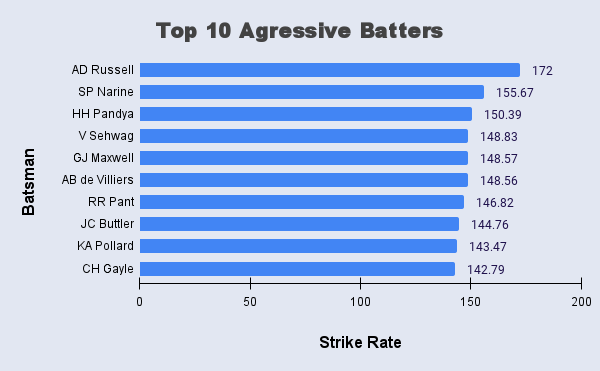 Top 10 Agressive Batters
Batsman
AD Russell 172
SP Narine 155.67
HH Pandya 150.39
V Sehwag 148.83
GJ Maxwell 148.57
AB de Villiers 148.56
RR Pant 146.82
JC Buttler 144.76
KA Pollard 143.47
CH Gayle 142.79
0 50 100 150 200
Strike Rate